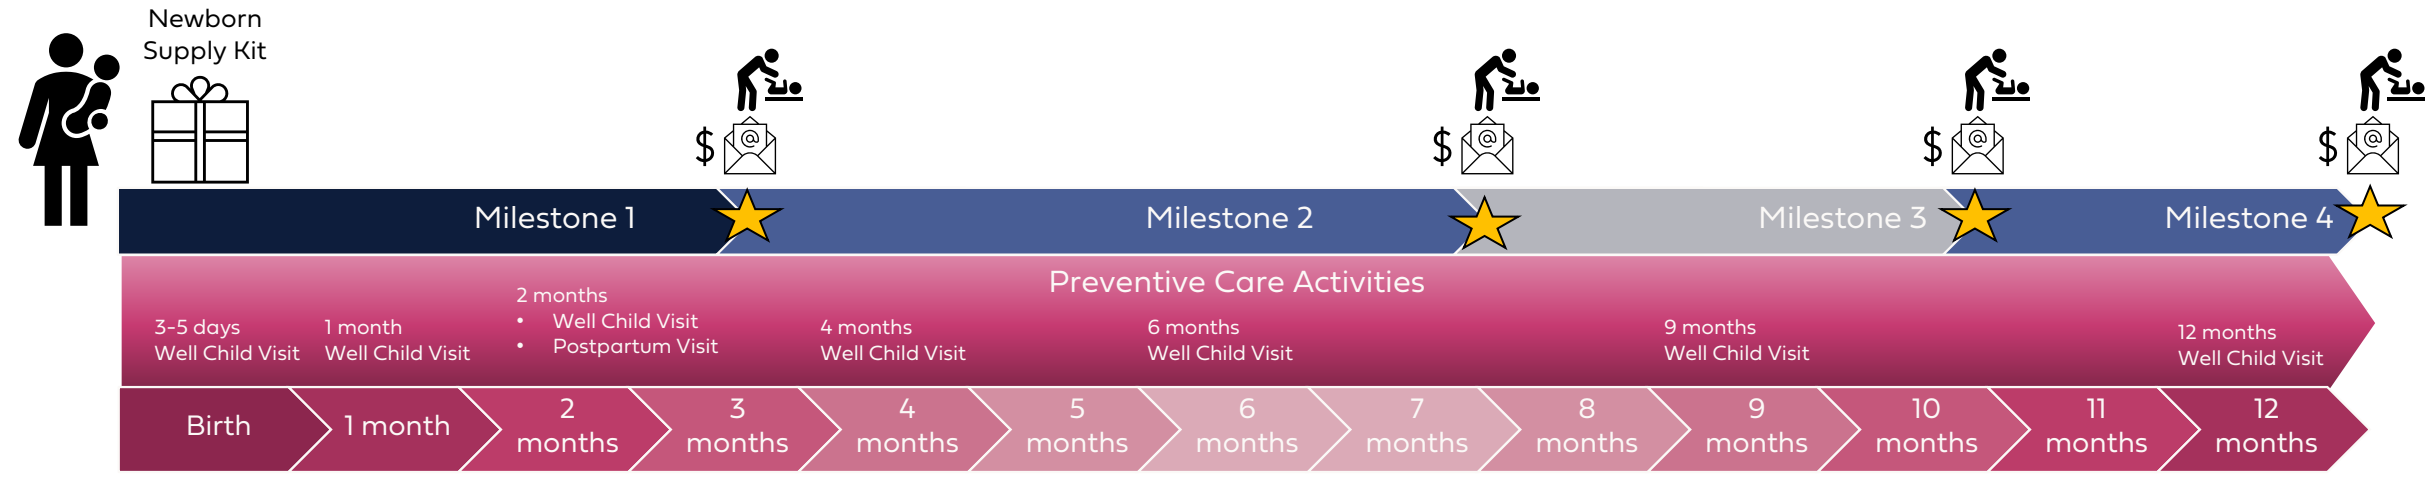 Newborn
Supply Kit
$ @
$ @
$ @
$ @
Milestone 1
Milestone 2
Milestone 3
Milestone 4
Preventive Care Activities
3-5 days
Well Child Visit
1 month
Well Child Visit
2 months
• Well Child Visit
• Postpartum Visit
4 months
Well Child Visit
6 months
Well Child Visit
9 months
Well Child Visit
12 months
Well Child Visit
Birth
1 month
2
months
3
months
4
months
5
months
6
months
7
months
8
months
9
months
10
months
11
months
12
months